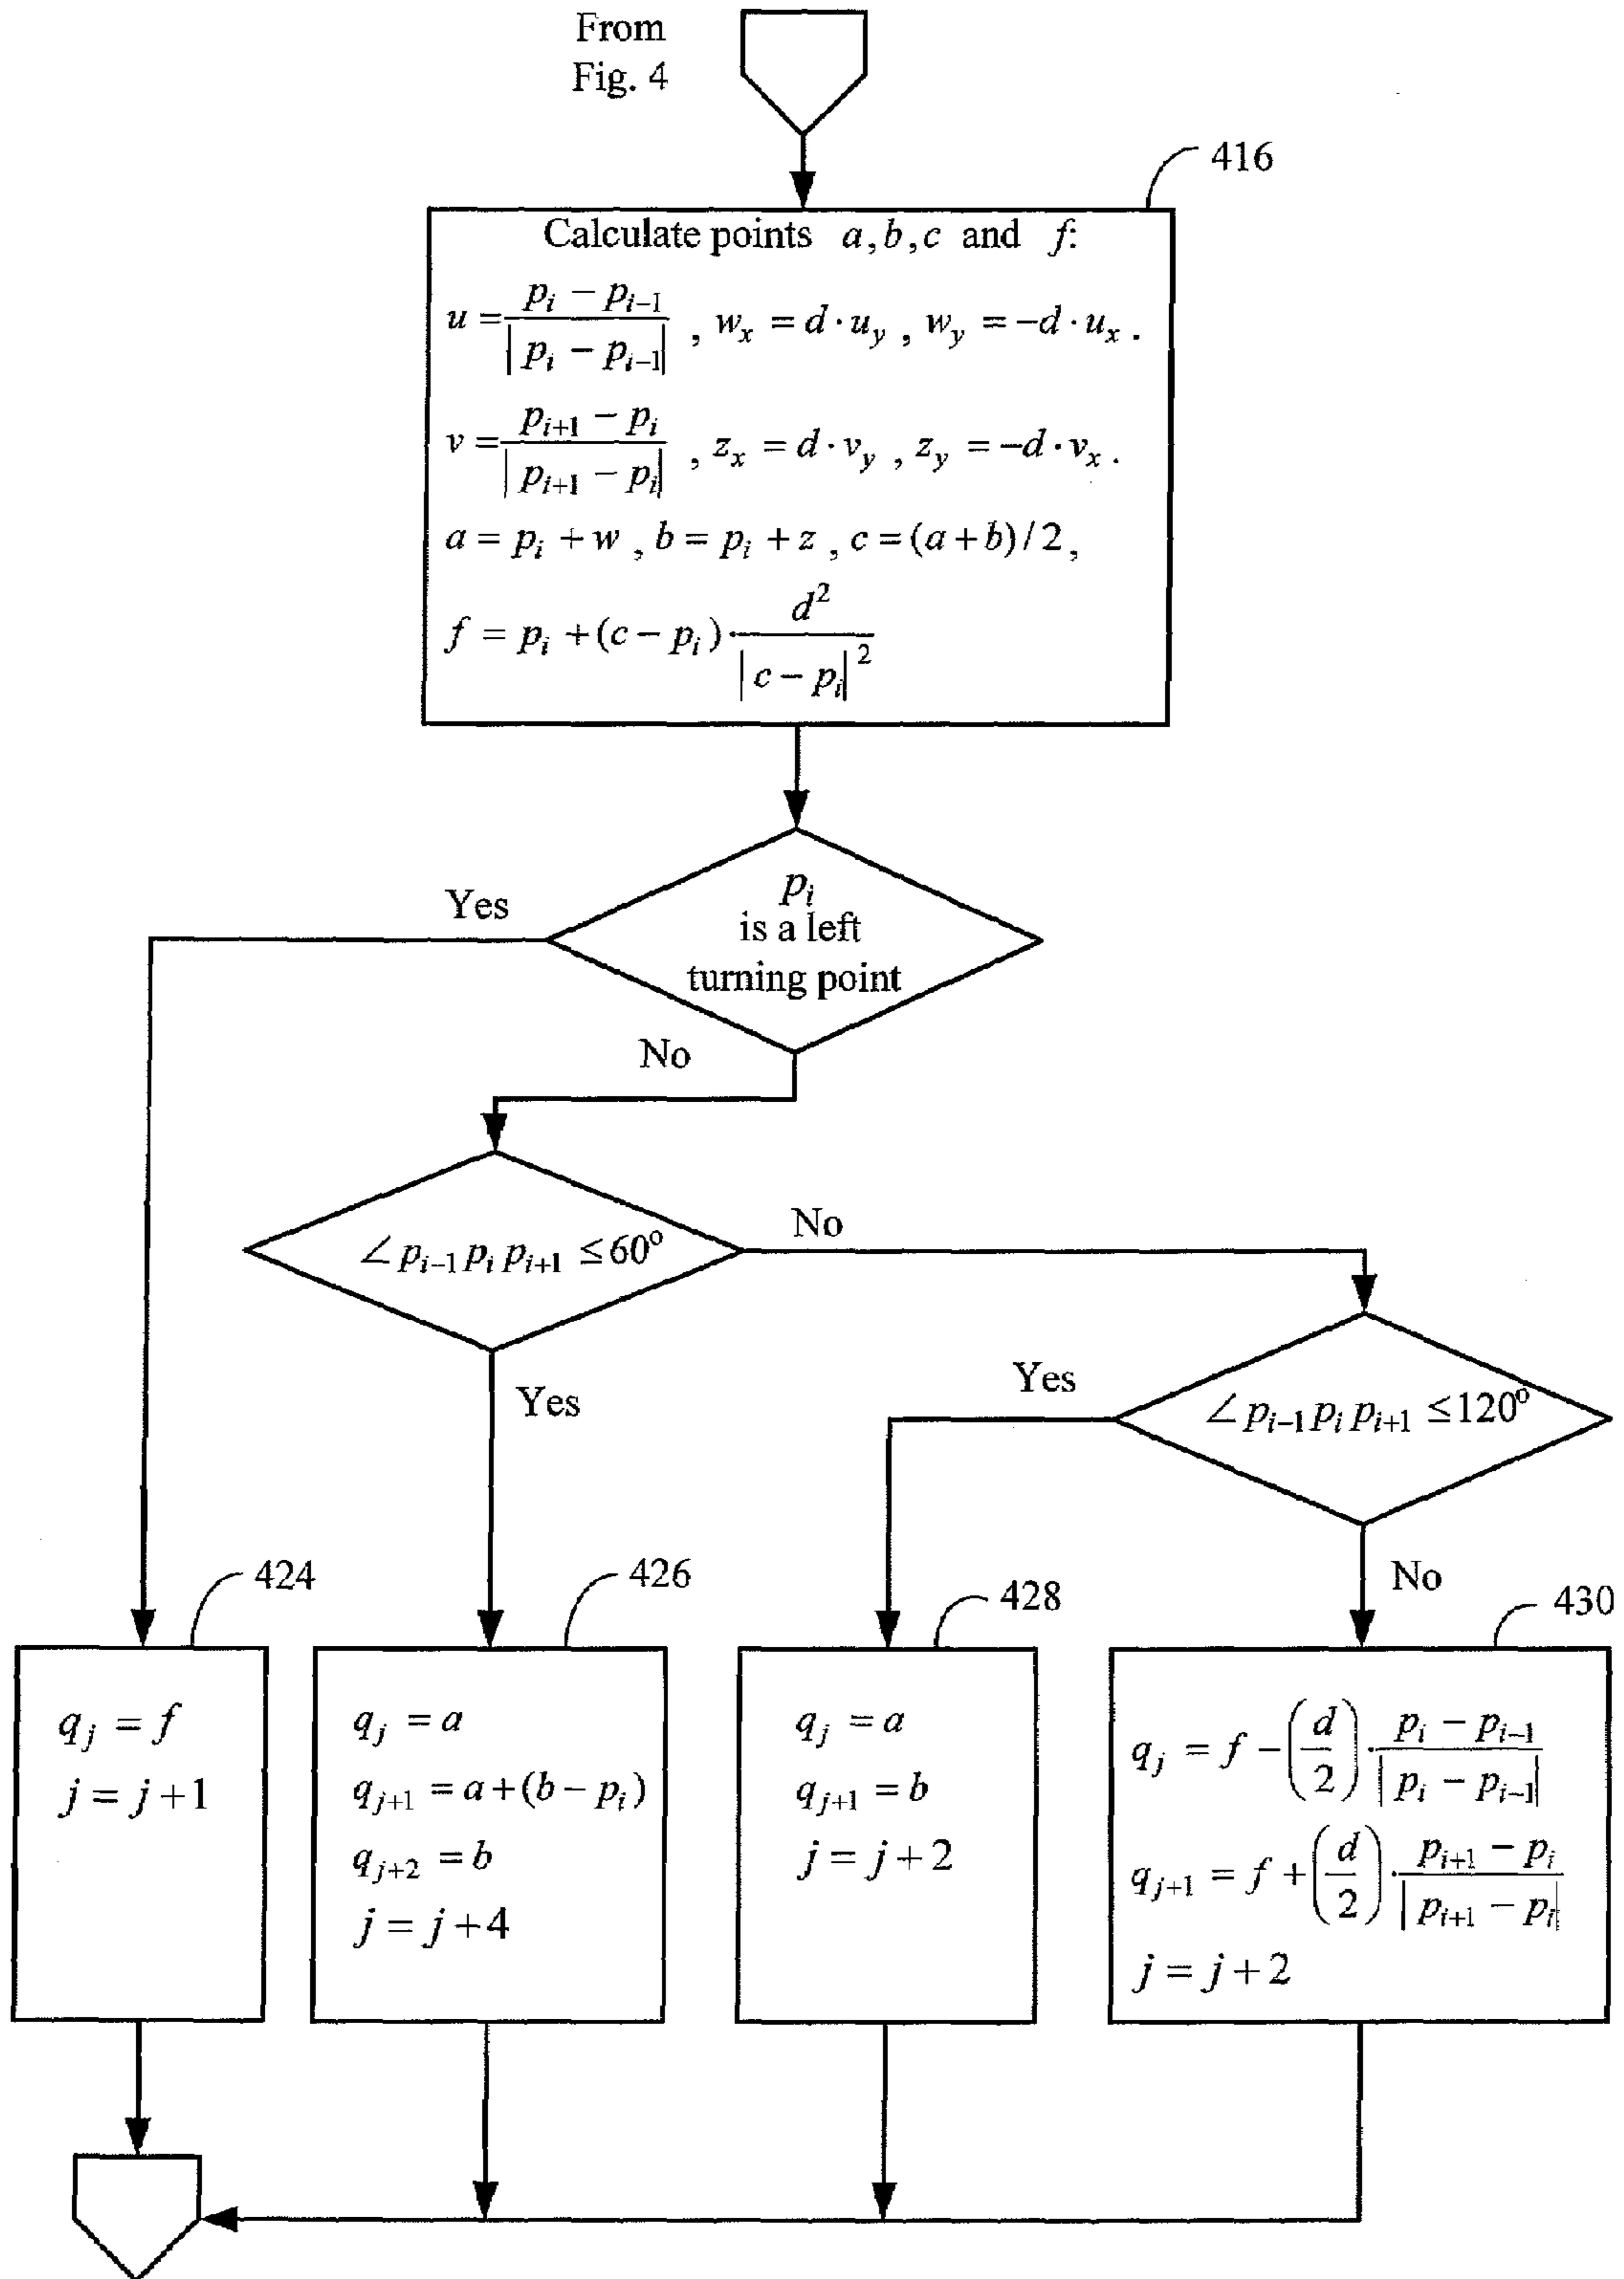 From
Fig. 4
416
Calculate points a, b, c and f:
u = (p_i − p_{i−1}) / |p_i − p_{i−1}| , w_x = d · u_y , w_y = −d · u_x .
v = (p_{i+1} − p_i) / |p_{i+1} − p_i| , z_x = d · v_y , z_y = −d · v_x .
a = p_i + w , b = p_i + z , c = (a + b) / 2 ,
f = p_i + (c − p_i) · d² / |c − p_i|²
p_i
is a left
turning point
Yes
No
∠ p_{i−1} p_i p_{i+1} ≤ 60°
No
Yes
∠ p_{i−1} p_i p_{i+1} ≤ 120°
Yes
No
424
q_j = f
j = j + 1
426
q_j = a
q_{j+1} = a + (b − p_i)
q_{j+2} = b
j = j + 4
428
q_j = a
q_{j+1} = b
j = j + 2
430
q_j = f − (d/2) · (p_i − p_{i−1}) / |p_i − p_{i−1}|
q_{j+1} = f + (d/2) · (p_{i+1} − p_i) / |p_{i+1} − p_i|
j = j + 2